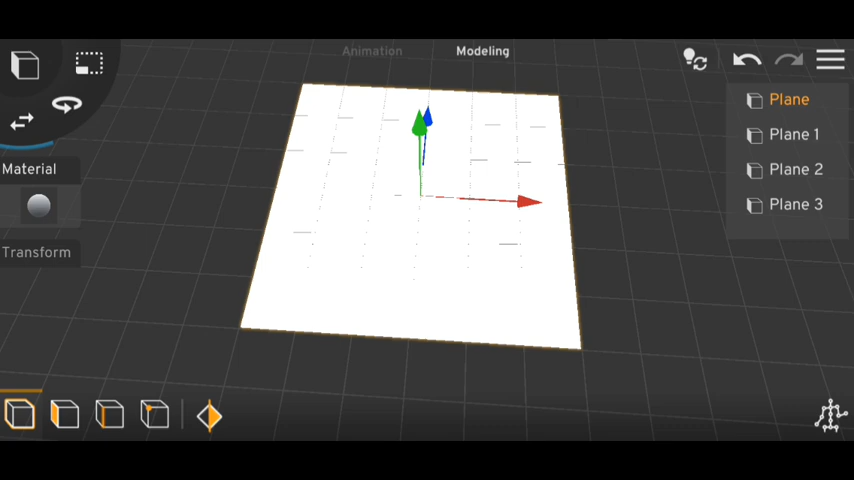 Animation Modeling
Plane
Plane 1
Plane 2
Plane 3
Material
Transform